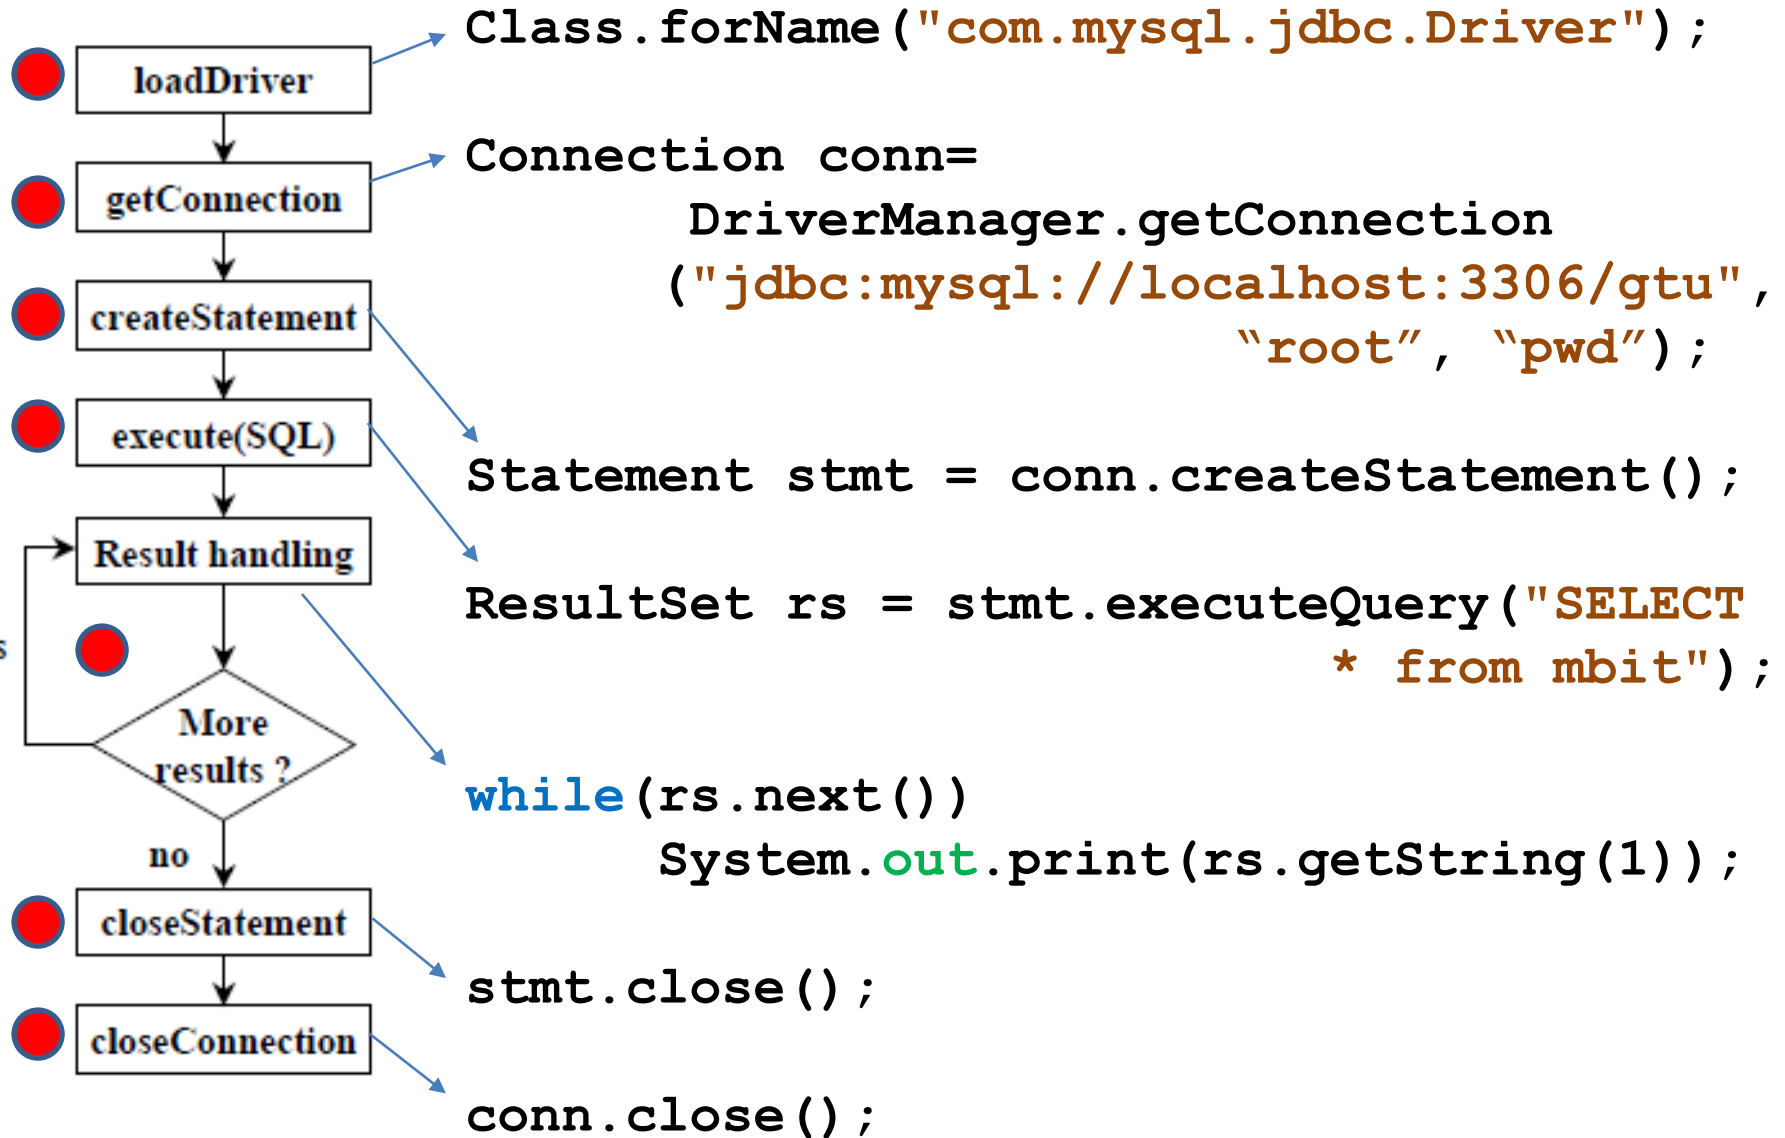 loadDriver
getConnection
createStatement
execute(SQL)
Result handling
s
More
results ?
no
closeStatement
closeConnection
Class.forName("com.mysql.jdbc.Driver");
Connection conn=
DriverManager.getConnection
("jdbc:mysql://localhost:3306/gtu",
“root”, “pwd”);
Statement stmt = conn.createStatement();
ResultSet rs = stmt.executeQuery("SELECT
* from mbit");
while(rs.next())
System.out.print(rs.getString(1));
stmt.close();
conn.close();